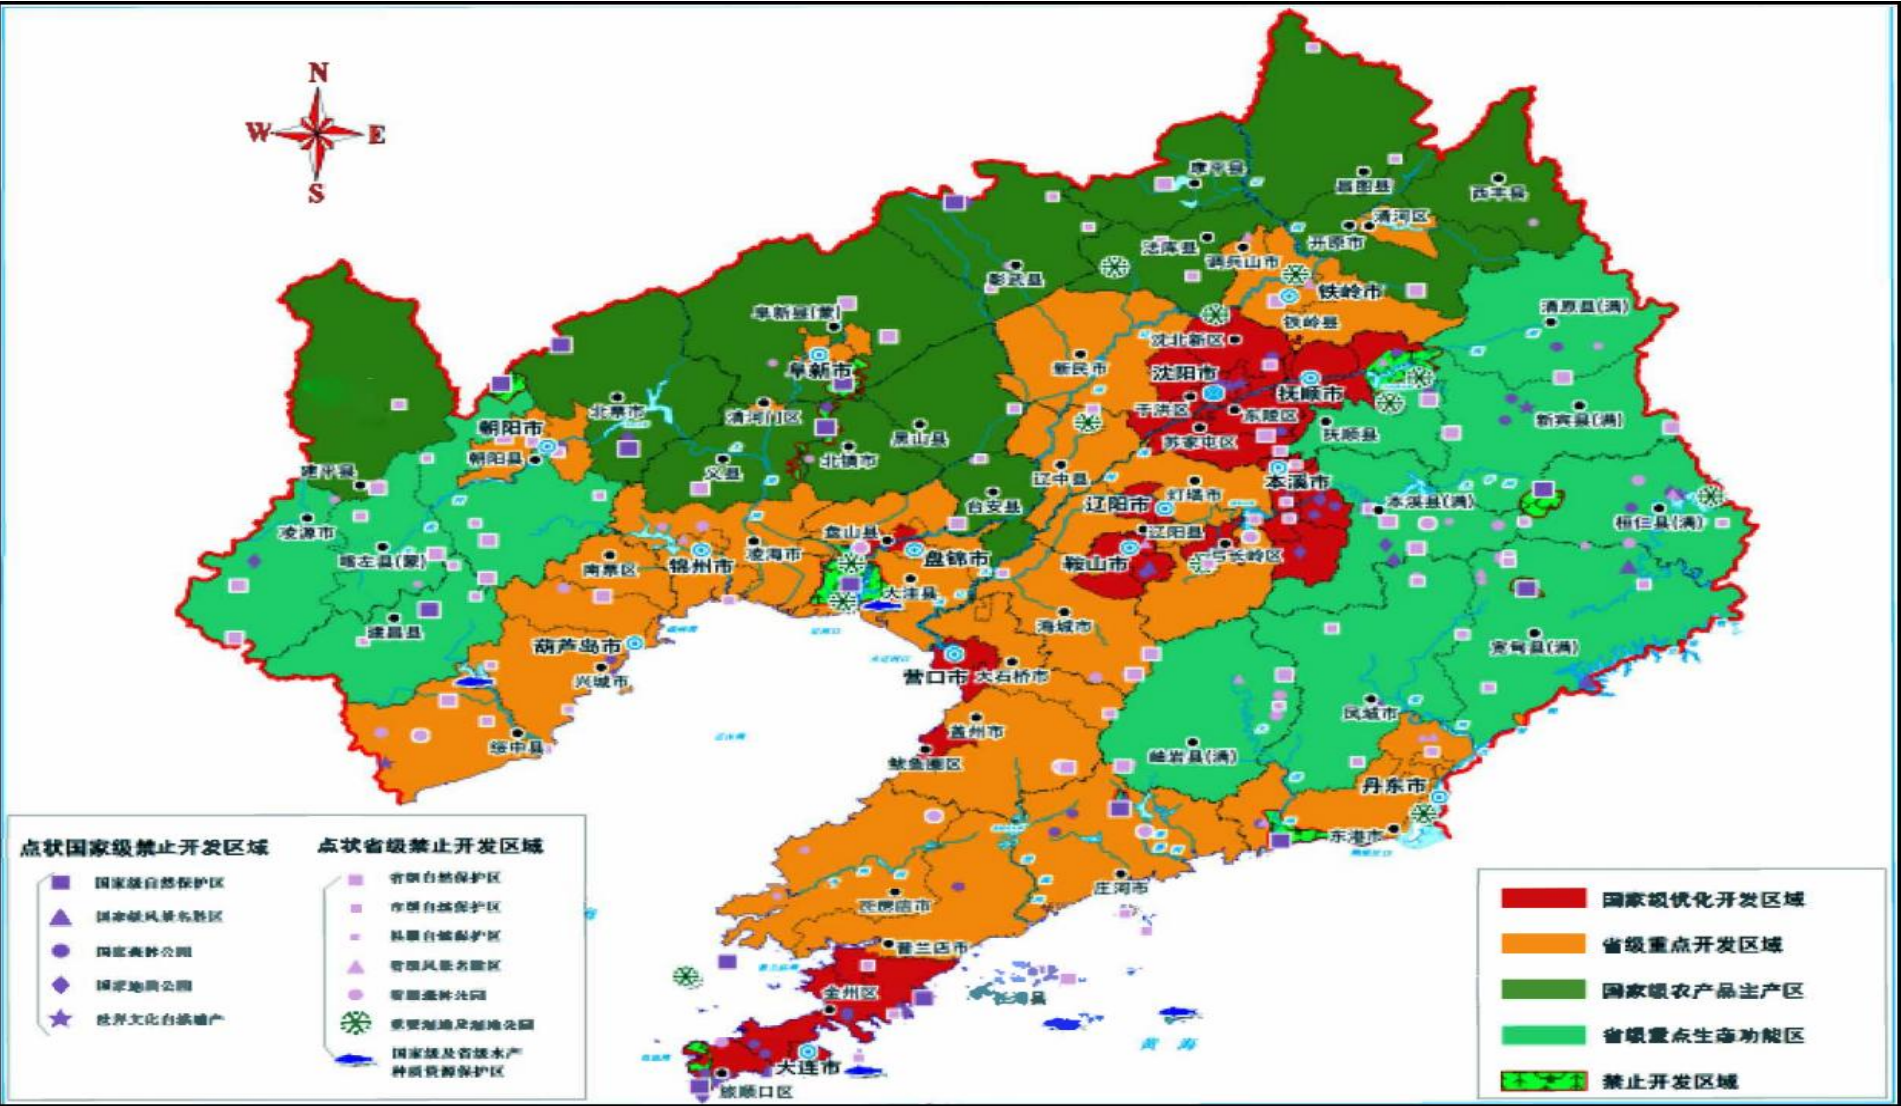 N
W
E
S
康平县
昌图县
西丰县
清河区
开原市
法库县
调兵山市
彰武县
铁岭市
铁岭县
清原县(满)
阜新县(蒙)
沈北新区
新民市
阜新市
沈阳市
抚顺市
北票市
清河门区
于洪区
东陵区
新宾县(满)
朝阳市
黑山县
苏家屯区
抚顺县
朝阳县
北镇市
建平县
义县
辽中县
灯塔市
本溪市
台安县
辽阳市
本溪县(满)
桓仁县(满)
凌源市
盘山县
辽阳县
喀左县(蒙)
凌海市
盘锦市
弓长岭区
南票区
锦州市
鞍山市
大洼县
建昌县
海城市
葫芦岛市
宽甸县(满)
兴城市
营口市
大石桥市
凤城市
绥中县
盖州市
岫岩县(满)
鲅鱼圈区
丹东市
东港市
庄河市
瓦房店市
普兰店市
金州区
长海县
黄 海
大连市
旅顺口区
点状国家级禁止开发区域
国家级自然保护区
国家级风景名胜区
国家森林公园
国家地质公园
世界文化自然遗产
点状省级禁止开发区域
省级自然保护区
市级自然保护区
县级自然保护区
省级风景名胜区
省级森林公园
重要湿地及湿地公园
国家级及省级水产
种质资源保护区
国家级优化开发区域
省级重点开发区域
国家级农产品主产区
省级重点生态功能区
禁止开发区域